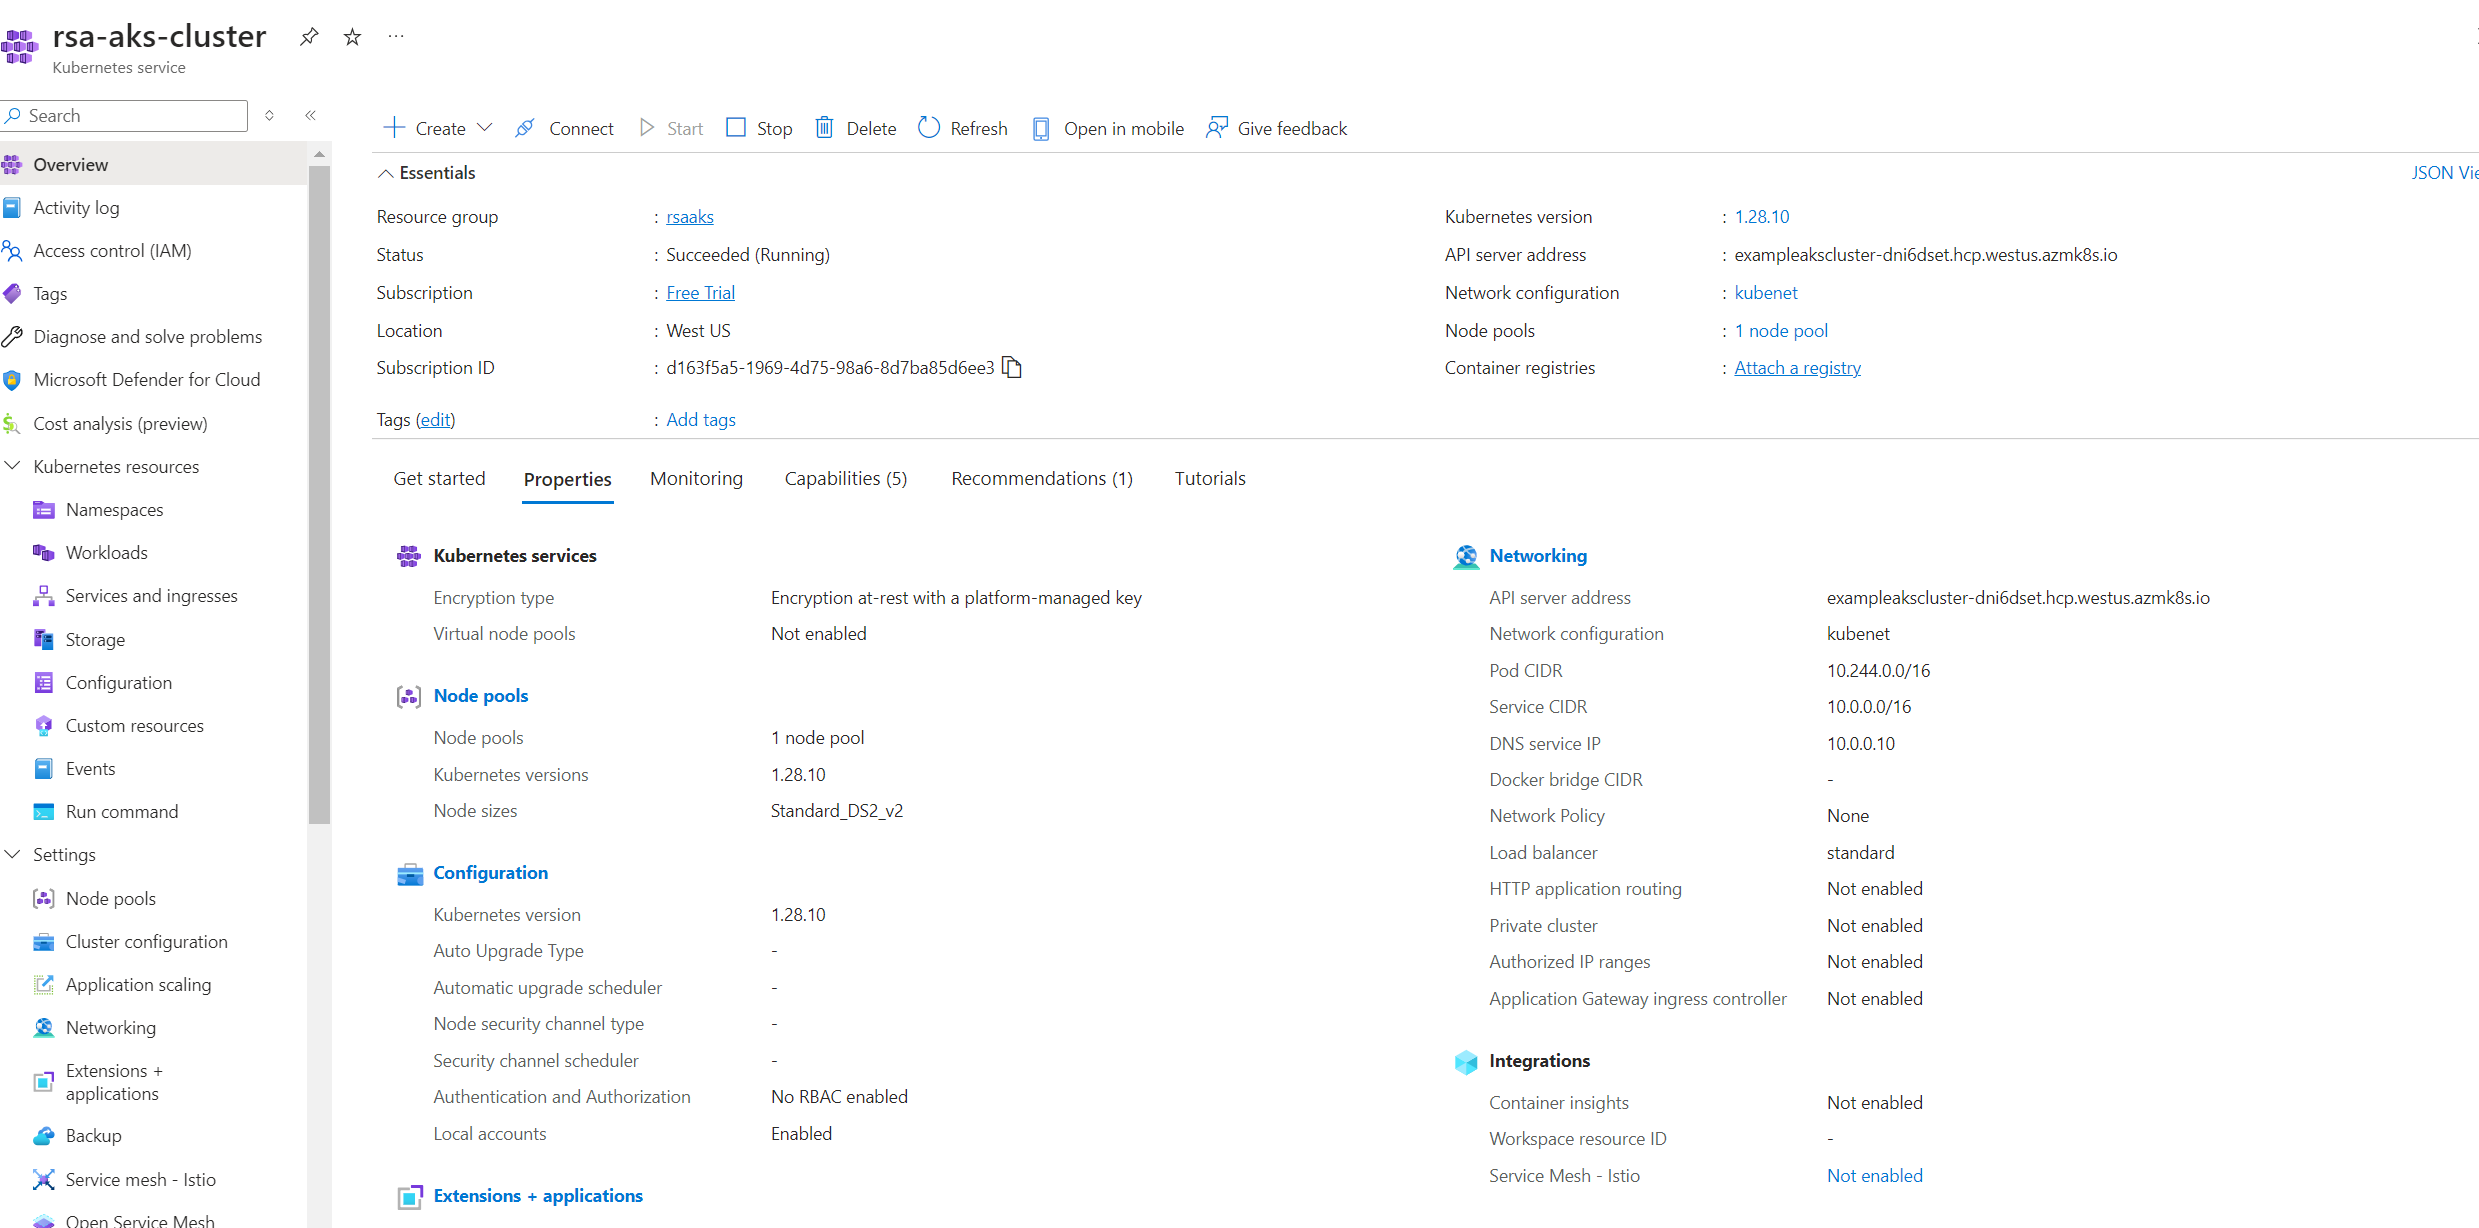 rsa-aks-cluster
Kubernetes service
Search
Overview
Activity log
Access control (IAM)
Tags
Diagnose and solve problems
Microsoft Defender for Cloud
Cost analysis (preview)
Kubernetes resources
Namespaces
Workloads
Services and ingresses
Storage
Configuration
Custom resources
Events
Run command
Settings
Node pools
Cluster configuration
Application scaling
Networking
Extensions +
applications
Backup
Service mesh - Istio
Open Service Mesh
Create Connect Start Stop Delete Refresh Open in mobile Give feedback
Essentials
JSON Vie
Resource group : rsaaks
Status : Succeeded (Running)
Subscription : Free Trial
Location : West US
Subscription ID : d163f5a5-1969-4d75-98a6-8d7ba85d6ee3
Tags (edit) : Add tags
Kubernetes version : 1.28.10
API server address : exampleakscluster-dni6dset.hcp.westus.azmk8s.io
Network configuration : kubenet
Node pools : 1 node pool
Container registries : Attach a registry
Get started Properties Monitoring Capabilities (5) Recommendations (1) Tutorials
Kubernetes services
Encryption type Encryption at-rest with a platform-managed key
Virtual node pools Not enabled
Node pools
Node pools 1 node pool
Kubernetes versions 1.28.10
Node sizes Standard_DS2_v2
Configuration
Kubernetes version 1.28.10
Auto Upgrade Type -
Automatic upgrade scheduler -
Node security channel type -
Security channel scheduler -
Authentication and Authorization No RBAC enabled
Local accounts Enabled
Extensions + applications
Networking
API server address exampleakscluster-dni6dset.hcp.westus.azmk8s.io
Network configuration kubenet
Pod CIDR 10.244.0.0/16
Service CIDR 10.0.0.0/16
DNS service IP 10.0.0.10
Docker bridge CIDR -
Network Policy None
Load balancer standard
HTTP application routing Not enabled
Private cluster Not enabled
Authorized IP ranges Not enabled
Application Gateway ingress controller Not enabled
Integrations
Container insights Not enabled
Workspace resource ID -
Service Mesh - Istio Not enabled